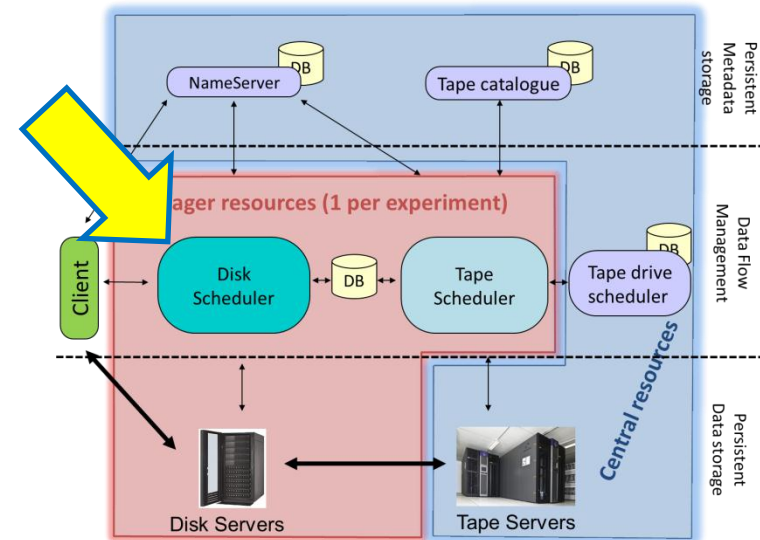 NameServer
DB
Tape catalogue
DB
Persistent
Metadata
storage
ager resources (1 per experiment)
Client
Disk
Scheduler
DB
Tape
Scheduler
DB
Tape drive
scheduler
Data Flow
Management
Central resources
Disk Servers
Tape Servers
Persistent
Data storage